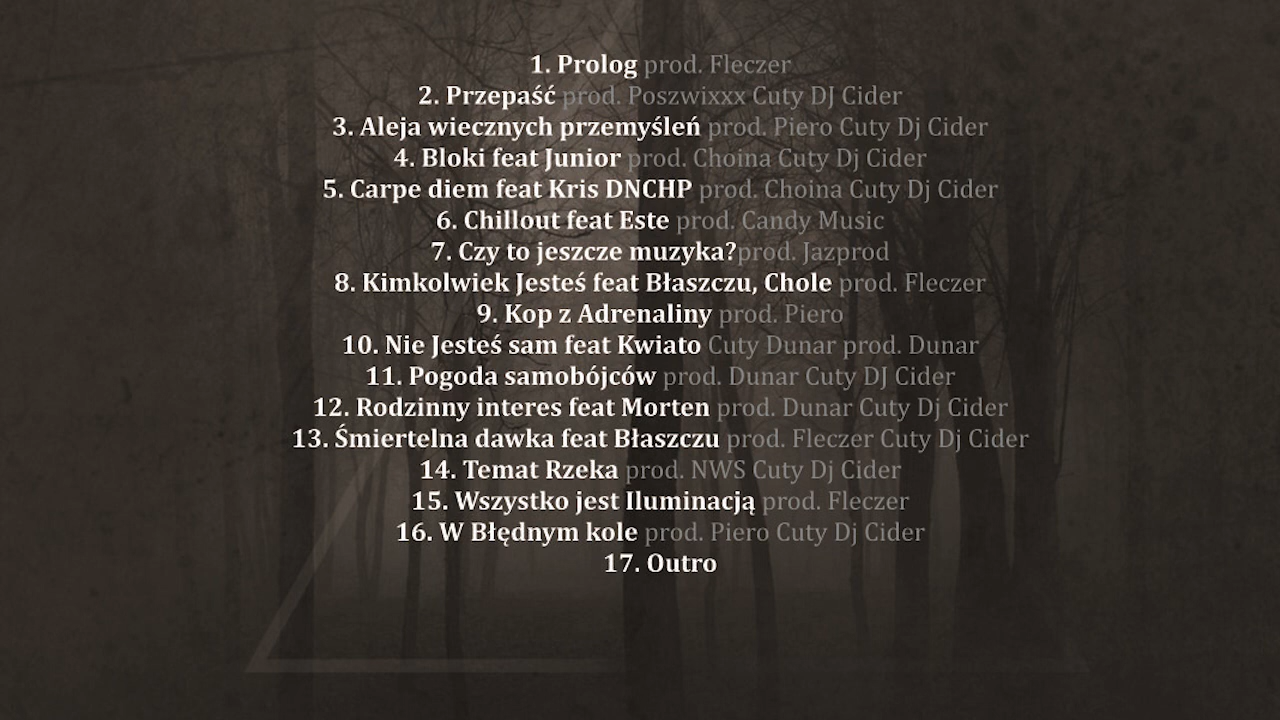 1. Prolog prod. Fleczer
2. Przepaść prod. Poszwixxx Cuty DJ Cider
3. Aleja wiecznych przemyśleń prod. Piero Cuty Dj Cider
4. Bloki feat Junior prod. Choina Cuty Dj Cider
5. Carpe diem feat Kris DNCHP prod. Choina Cuty Dj Cider
6. Chillout feat Este prod. Candy Music
7. Czy to jeszcze muzyka?prod. Jazprod
8. Kimkolwiek Jesteś feat Błaszczu, Chole prod. Fleczer
9. Kop z Adrenaliny prod. Piero
10. Nie Jesteś sam feat Kwiato Cuty Dunar prod. Dunar
11. Pogoda samobójców prod. Dunar Cuty DJ Cider
12. Rodzinny interes feat Morten prod. Dunar Cuty Dj Cider
13. Śmiertelna dawka feat Błaszczu prod. Fleczer Cuty Dj Cider
14. Temat Rzeka prod. NWS Cuty Dj Cider
15. Wszystko jest Iluminacją prod. Fleczer
16. W Błędnym kole prod. Piero Cuty Dj Cider
17. Outro